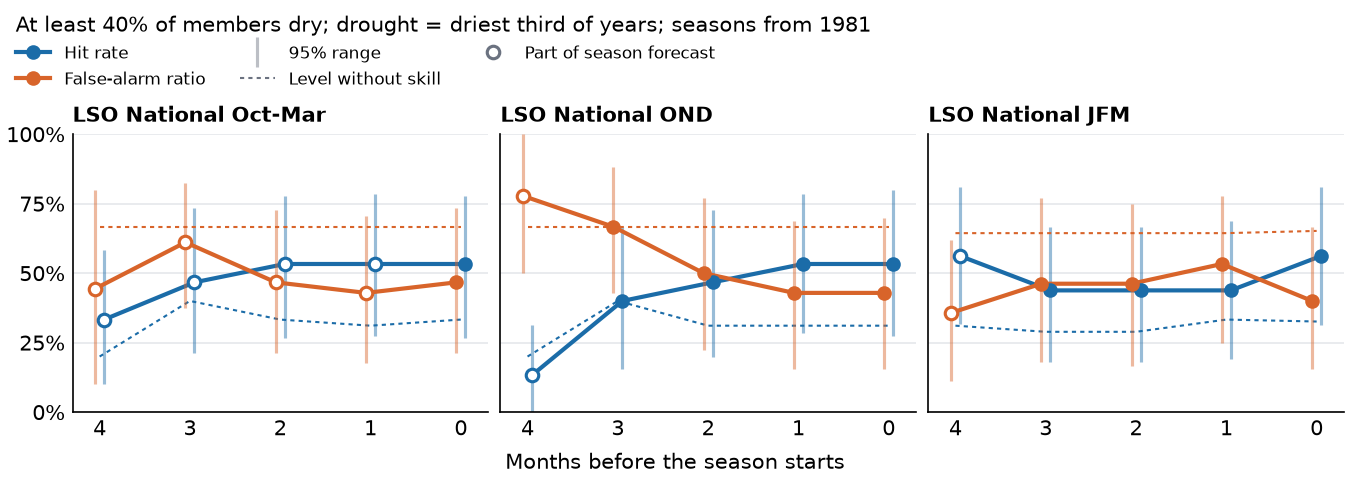 At least 40% of members dry; drought = driest third of years; seasons from 1981
Hit rate
95% range
Part of season forecast
False-alarm ratio
Level without skill
LSO National Oct-Mar
LSO National OND
LSO National JFM
100%
75%
50%
25%
0%
4 3 2 1 0
4 3 2 1 0
4 3 2 1 0
Months before the season starts